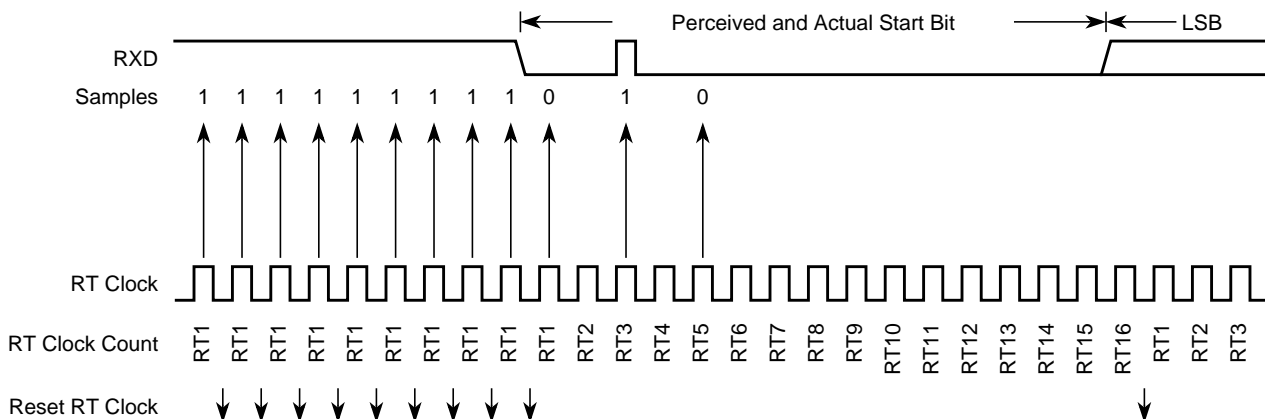 Perceived and Actual Start Bit LSB
RXD
Samples 1 1 1 1 1 1 1 1 1 0 1 0
RT Clock
RT Clock Count RT1 RT1 RT1 RT1 RT1 RT1 RT1 RT1 RT1 RT1 RT2 RT3 RT4 RT5 RT6 RT7 RT8 RT9 RT10 RT11 RT12 RT13 RT14 RT15 RT16 RT1 RT2 RT3
Reset RT Clock